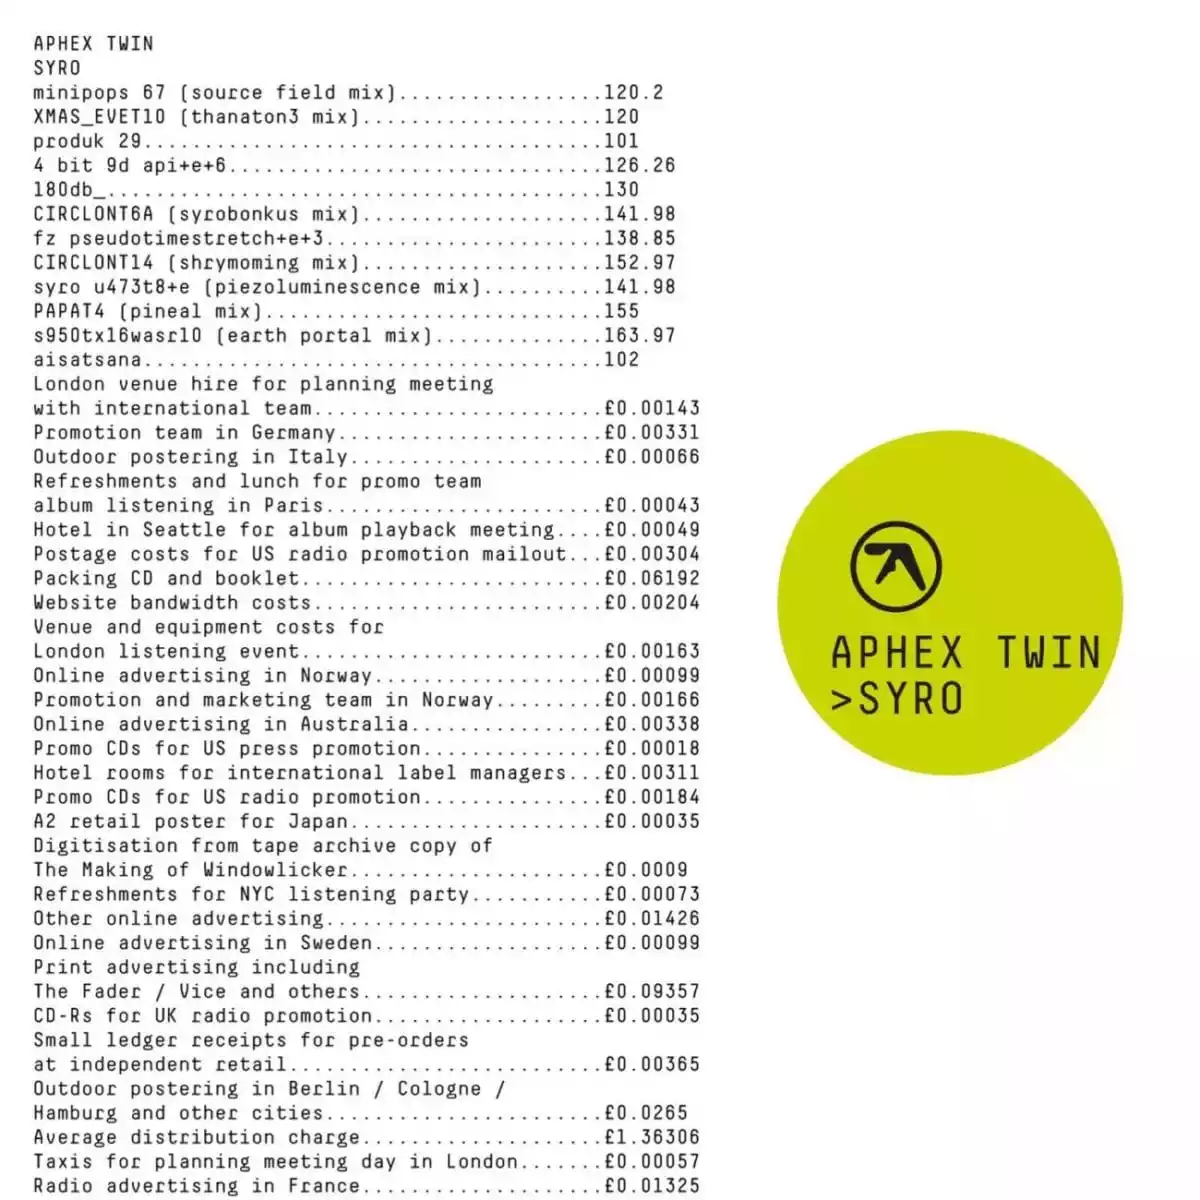 APHEX TWIN
SYRO
minipops 67 (source field mix).................120.2
XMAS_EVET10 (thanaton3 mix)....................120
produk 29......................................101
4 bit 9d api+e+6...............................126.26
180db_.........................................130
CIRCLONT6A (syrobonkus mix)....................141.98
fz pseudotimestretch+e+3.......................138.85
CIRCLONT14 (shrymoming mix)....................152.97
syro u473t8+e (piezoluminescence mix)..........141.98
PAPAT4 (pineal mix)............................155
s950tx16wasr10 (earth portal mix)..............163.97
aisatsana......................................102
London venue hire for planning meeting
with international team........................£0.00143
Promotion team in Germany......................£0.00331
Outdoor postering in Italy.....................£0.00066
Refreshments and lunch for promo team
album listening in Paris.......................£0.00043
Hotel in Seattle for album playback meeting....£0.00049
Postage costs for US radio promotion mailout...£0.00304
Packing CD and booklet.........................£0.06192
Website bandwidth costs........................£0.00204
Venue and equipment costs for
London listening event.........................£0.00163
Online advertising in Norway...................£0.00099
Promotion and marketing team in Norway.........£0.00166
Online advertising in Australia................£0.00338
Promo CDs for US press promotion...............£0.00018
Hotel rooms for international label managers...£0.00311
Promo CDs for US radio promotion...............£0.00184
A2 retail poster for Japan.....................£0.00035
Digitisation from tape archive copy of
The Making of Windowlicker.....................£0.0009
Refreshments for NYC listening party...........£0.00073
Other online advertising.......................£0.01426
Online advertising in Sweden...................£0.00099
Print advertising including
The Fader / Vice and others....................£0.09357
CD-Rs for UK radio promotion...................£0.00035
Small ledger receipts for pre-orders
at independent retail..........................£0.00365
Outdoor postering in Berlin / Cologne /
Hamburg and other cities.......................£0.0265
Average distribution charge....................£1.36306
Taxis for planning meeting day in London.......£0.00057
Radio advertising in France....................£0.01325
APHEX TWIN
>SYRO